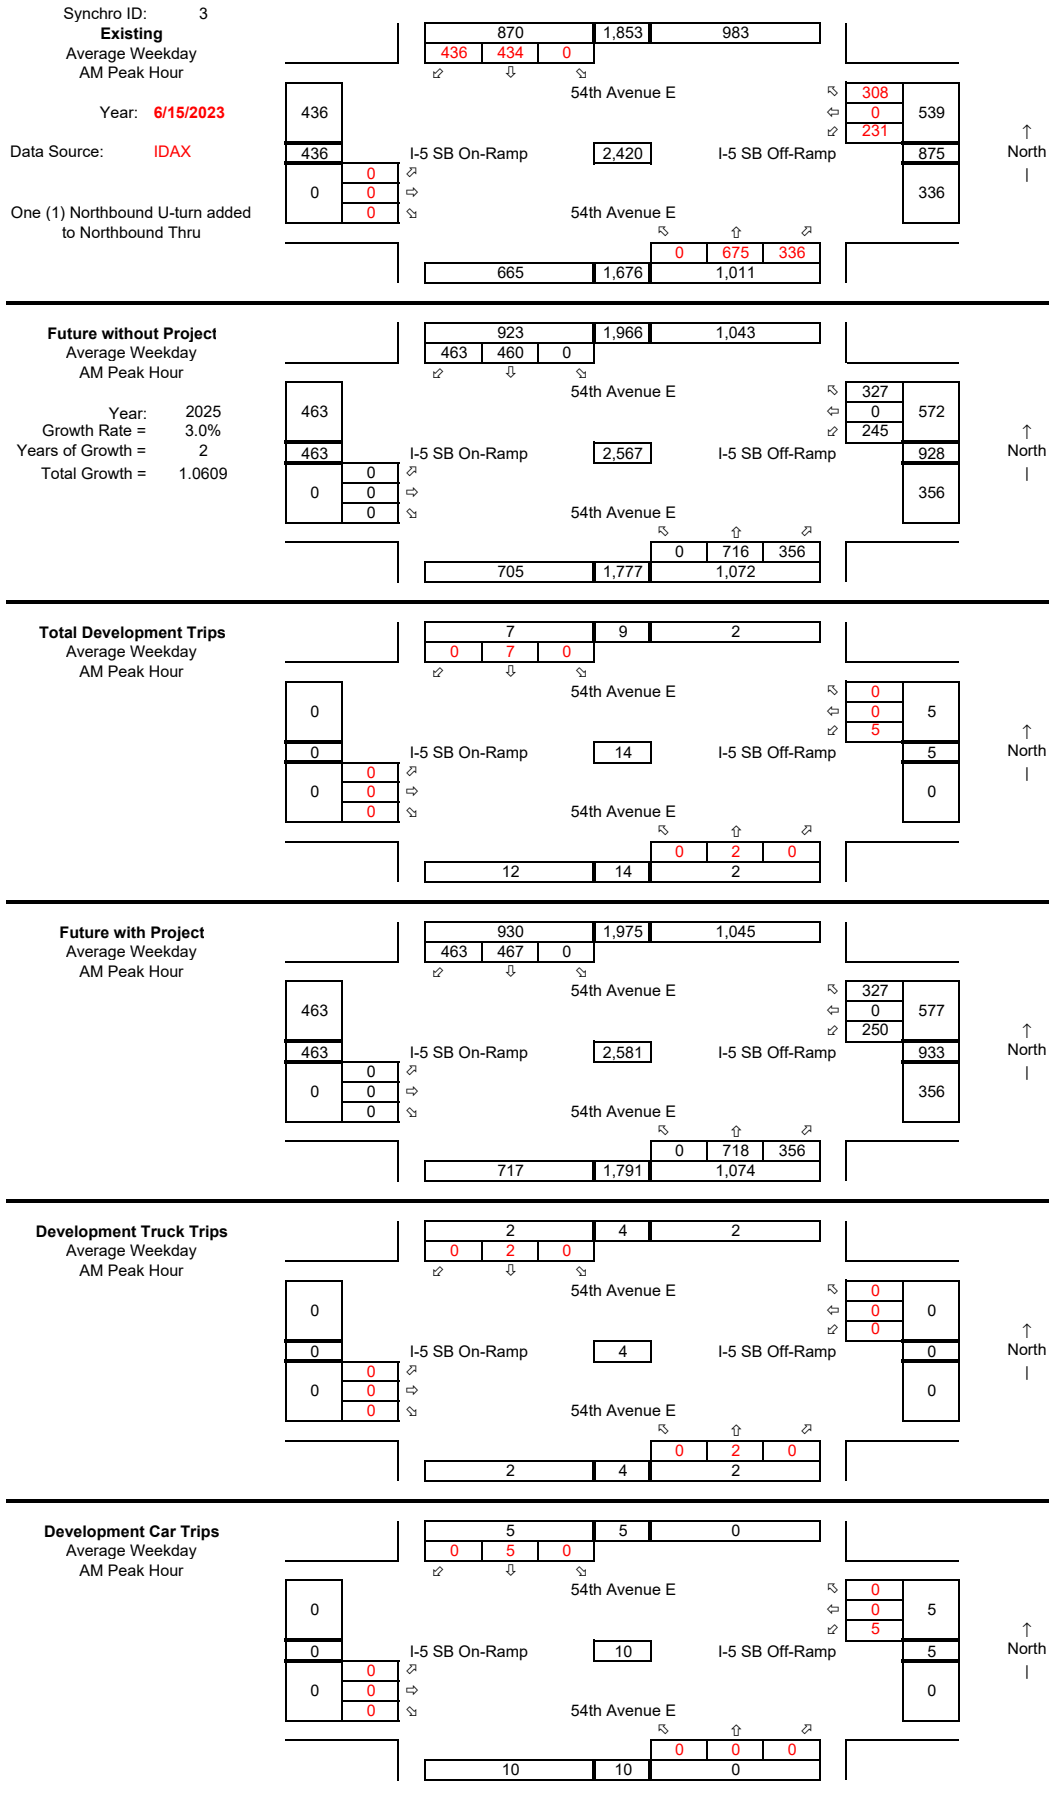 Synchro ID: 3
Existing
Average Weekday
AM Peak Hour
Year: 6/15/2023
Data Source: IDAX
One (1) Northbound U-turn added
to Northbound Thru
870 1,853 983
436 434 0
⬃ ⇩ ⬂
54th Avenue E
⬁ 308
436 ⇦ 0 539
⬃ 231
↑
436 I-5 SB On-Ramp 2,420 I-5 SB Off-Ramp 875 North
0 ⬀ |
0 0 ⇨ 336
0 ⬂ 54th Avenue E
⬁ ⇧ ⬀
0 675 336
665 1,676 1,011
Future without Project
Average Weekday
AM Peak Hour
Year: 2025
Growth Rate = 3.0%
Years of Growth = 2
Total Growth = 1.0609
923 1,966 1,043
463 460 0
⬃ ⇩ ⬂
54th Avenue E
⬁ 327
463 ⇦ 0 572
⬃ 245
↑
463 I-5 SB On-Ramp 2,567 I-5 SB Off-Ramp 928 North
0 ⬀ |
0 0 ⇨ 356
0 ⬂ 54th Avenue E
⬁ ⇧ ⬀
0 716 356
705 1,777 1,072
Total Development Trips
Average Weekday
AM Peak Hour
7 9 2
0 7 0
⬃ ⇩ ⬂
54th Avenue E
⬁ 0
0 ⇦ 0 5
⬃ 5
↑
0 I-5 SB On-Ramp 14 I-5 SB Off-Ramp 5 North
0 ⬀ |
0 0 ⇨ 0
0 ⬂ 54th Avenue E
⬁ ⇧ ⬀
0 2 0
12 14 2
Future with Project
Average Weekday
AM Peak Hour
930 1,975 1,045
463 467 0
⬃ ⇩ ⬂
54th Avenue E
⬁ 327
463 ⇦ 0 577
⬃ 250
↑
463 I-5 SB On-Ramp 2,581 I-5 SB Off-Ramp 933 North
0 ⬀ |
0 0 ⇨ 356
0 ⬂ 54th Avenue E
⬁ ⇧ ⬀
0 718 356
717 1,791 1,074
Development Truck Trips
Average Weekday
AM Peak Hour
2 4 2
0 2 0
⬃ ⇩ ⬂
54th Avenue E
⬁ 0
0 ⇦ 0 0
⬃ 0
↑
0 I-5 SB On-Ramp 4 I-5 SB Off-Ramp 0 North
0 ⬀ |
0 0 ⇨ 0
0 ⬂ 54th Avenue E
⬁ ⇧ ⬀
0 2 0
2 4 2
Development Car Trips
Average Weekday
AM Peak Hour
5 5 0
0 5 0
⬃ ⇩ ⬂
54th Avenue E
⬁ 0
0 ⇦ 0 5
⬃ 5
↑
0 I-5 SB On-Ramp 10 I-5 SB Off-Ramp 5 North
0 ⬀ |
0 0 ⇨ 0
0 ⬂ 54th Avenue E
⬁ ⇧ ⬀
0 0 0
10 10 0